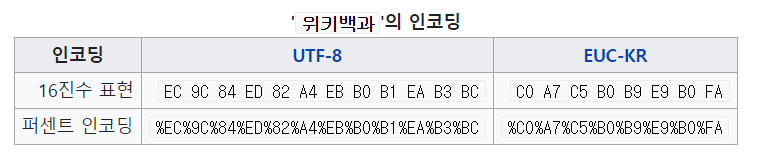 '위키백과'의 인코딩
인코딩 UTF-8 EUC-KR
16진수 표현 EC 9C 84 ED 82 A4 EB B0 B1 EA B3 BC C0 A7 C5 B0 B9 E9 B0 FA
퍼센트 인코딩 %EC%9C%84%ED%82%A4%EB%B0%B1%EA%B3%BC %C0%A7%C5%B0%B9%E9%B0%FA